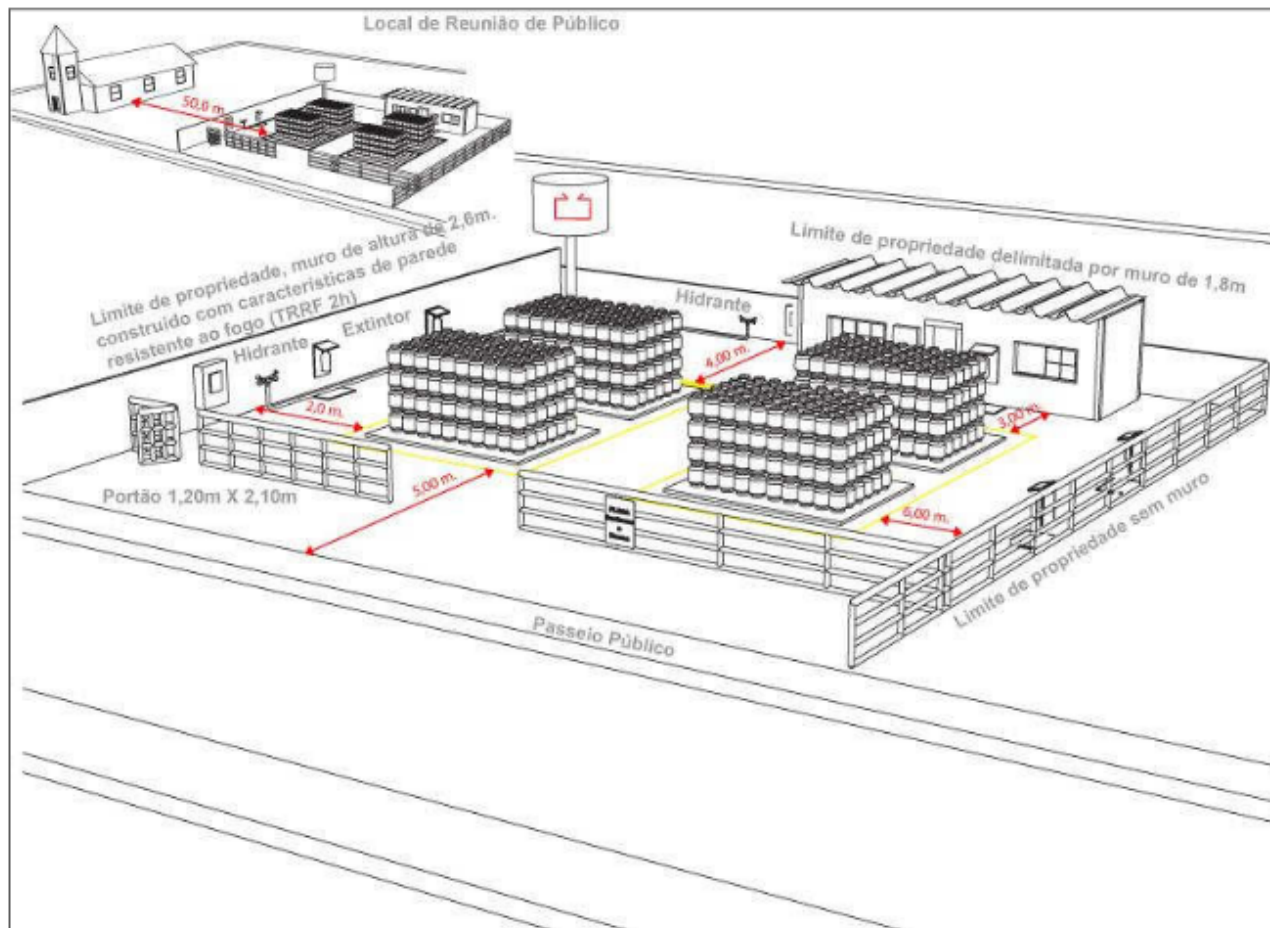 Local de Reunião de Público
50,0 m.
Limite de propriedade, muro de altura de 2,6m.
construído com características de parede
resistente ao fogo (TRRF 2h)
Limite de propriedade delimitada por muro de 1,8m
Hidrante
Extintor
Hidrante
4,00 m.
2,0 m.
3,00 m.
5,00 m.
6,00 m.
Portão 1,20m X 2,10m
Limite de propriedade sem muro
Passeio Público